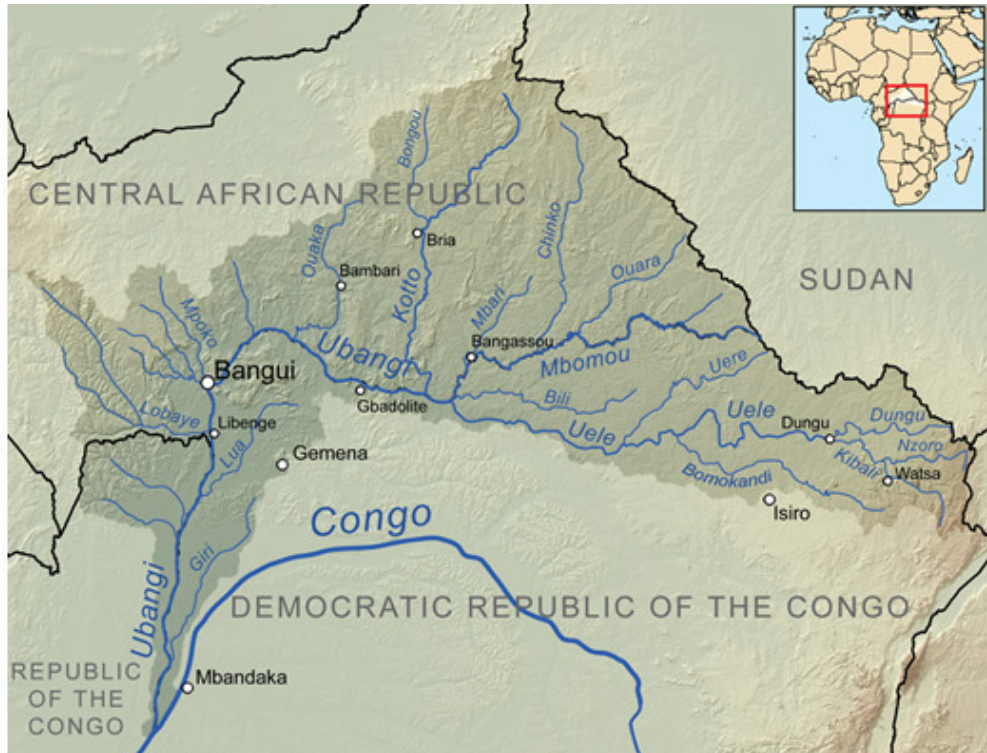 Bongou
CENTRAL AFRICAN REPUBLIC
Ouaka
Bria
Chinko
Ouara
Bambari
Kotto
SUDAN
Mbari
Mpoko
Ubangi
Bangassou
Mbomou
Uere
Bangui
Gbadolite
Bili
Lobaye
Libenge
Lua
Uele
Uele
Dungu
Dungu
Nzoro
Gemena
Kibali
Watsa
Bomokandi
Isiro
Congo
Giri
Ubangi
DEMOCRATIC REPUBLIC OF THE CONGO
REPUBLIC
OF THE
CONGO
Mbandaka